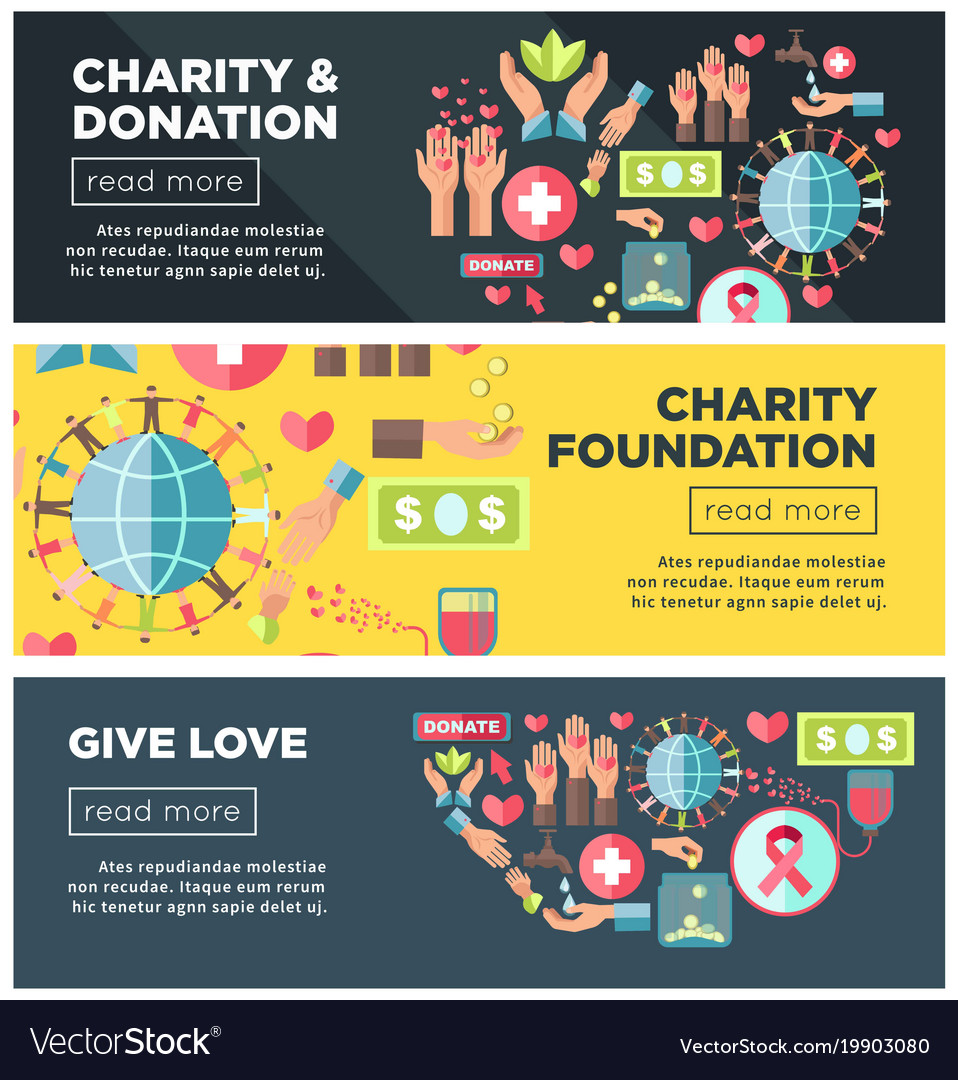 CHARITY &
DONATION
read more
Ates repudiandae molestiae
non recudae. Itaque eum rerum
hic tenetur agnn sapie delet uj.
$ $
DONATE
CHARITY
FOUNDATION
read more
Ates repudiandae molestiae
non recudae. Itaque eum rerum
hic tenetur agnn sapie delet uj.
$ $
GIVE LOVE
read more
Ates repudiandae molestiae
non recudae. Itaque eum rerum
hic tenetur agnn sapie delet uj.
DONATE
$ $
VectorStock®
VectorStock.com/19903080